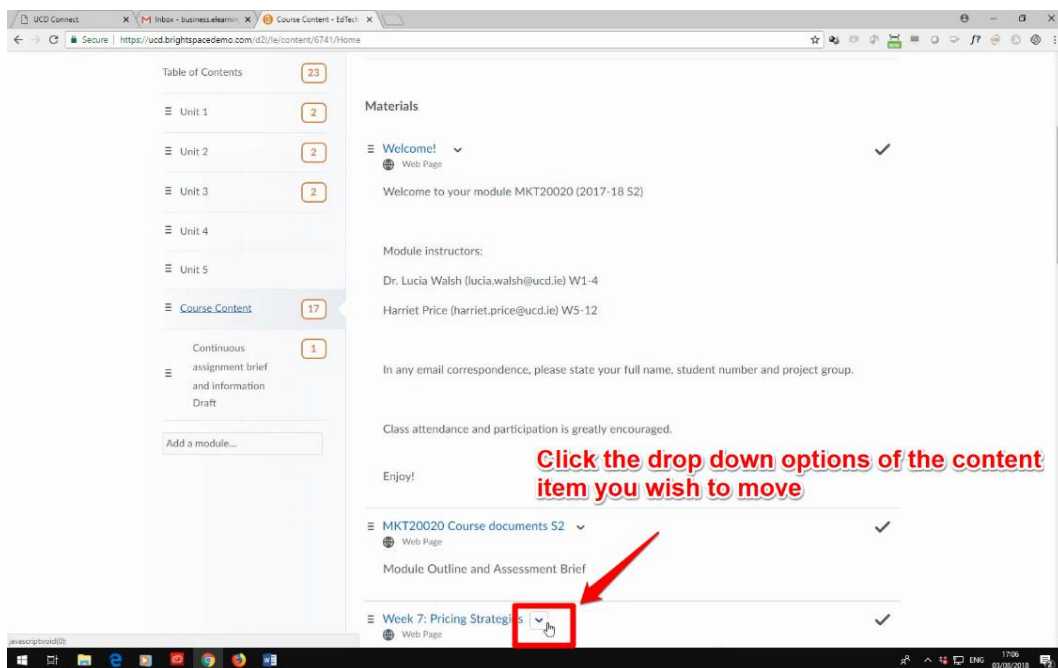 UCD Connect
Inbox - business.elearnin
Course Content - EdTech
Secure | https://ucd.brightspacedemo.com/d2l/le/content/6741/Home
f?
Table of Contents 23
Unit 1 2
Unit 2 2
Unit 3 2
Unit 4
Unit 5
Course Content 17
Continuous
assignment brief
and information
Draft
1
Add a module...
Materials
Welcome!
Web Page
Welcome to your module MKT20020 (2017-18 S2)
Module instructors:
Dr. Lucia Walsh (lucia.walsh@ucd.ie) W1-4
Harriet Price (harriet.price@ucd.ie) W5-12
In any email correspondence, please state your full name, student number and project group.
Class attendance and participation is greatly encouraged.
Enjoy!
Click the drop down options of the content
item you wish to move
MKT20020 Course documents S2
Web Page
Module Outline and Assessment Brief
Week 7: Pricing Strategies
Web Page
javascript:void(0);
ENG
17:06
03/08/2018